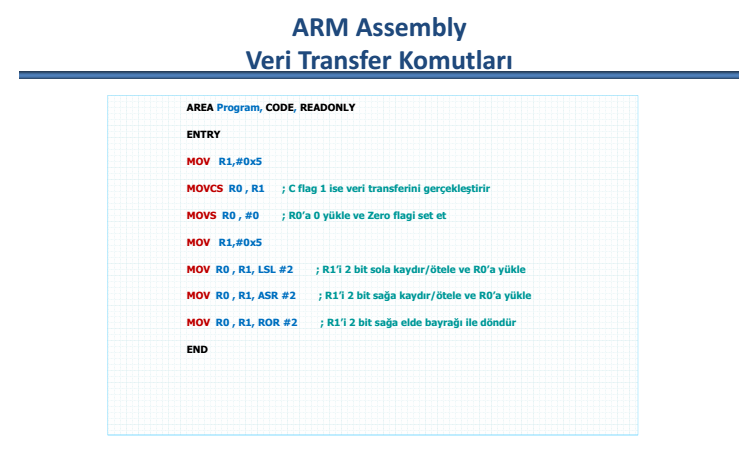 ARM Assembly
Veri Transfer Komutları
AREA Program, CODE, READONLY
ENTRY
MOV R1,#0x5
MOVCS R0 , R1 ; C flag 1 ise veri transferini gerçekleştirir
MOVS R0 , #0 ; R0'a 0 yükle ve Zero flagi set et
MOV R1,#0x5
MOV R0 , R1, LSL #2 ; R1'i 2 bit sola kaydır/ötele ve R0'a yükle
MOV R0 , R1, ASR #2 ; R1'i 2 bit sağa kaydır/ötele ve R0'a yükle
MOV R0 , R1, ROR #2 ; R1'i 2 bit sağa elde bayrağı ile döndür
END